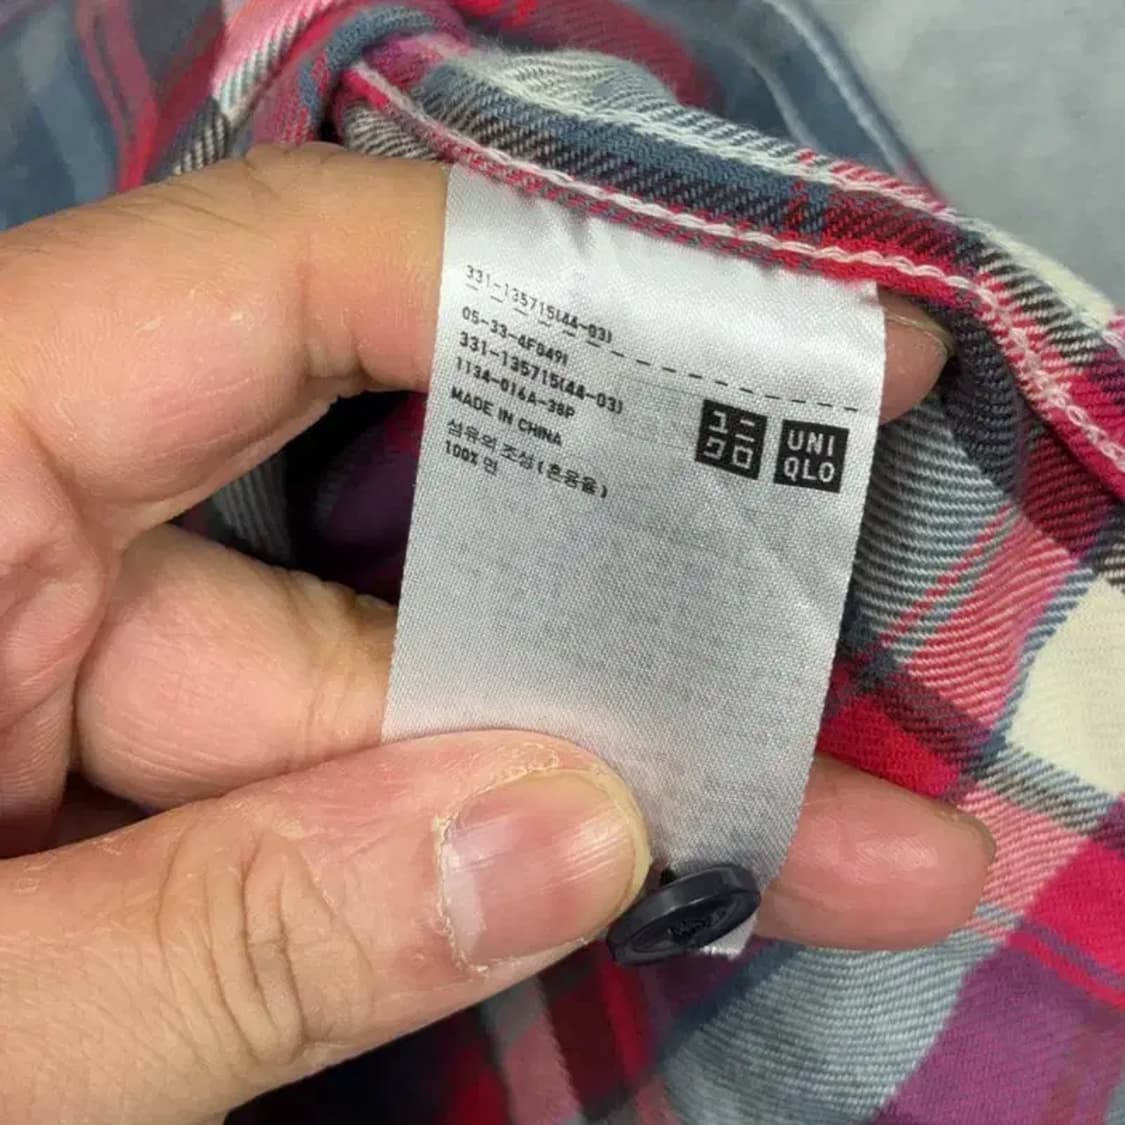 331-135715(44-03)
05-33-4F049I
331-135715(44-03)
1134-016A-38P
MADE IN CHINA
섬유의 조성(혼용율)
100% 면
ユニ
クロ
UNI
QLO